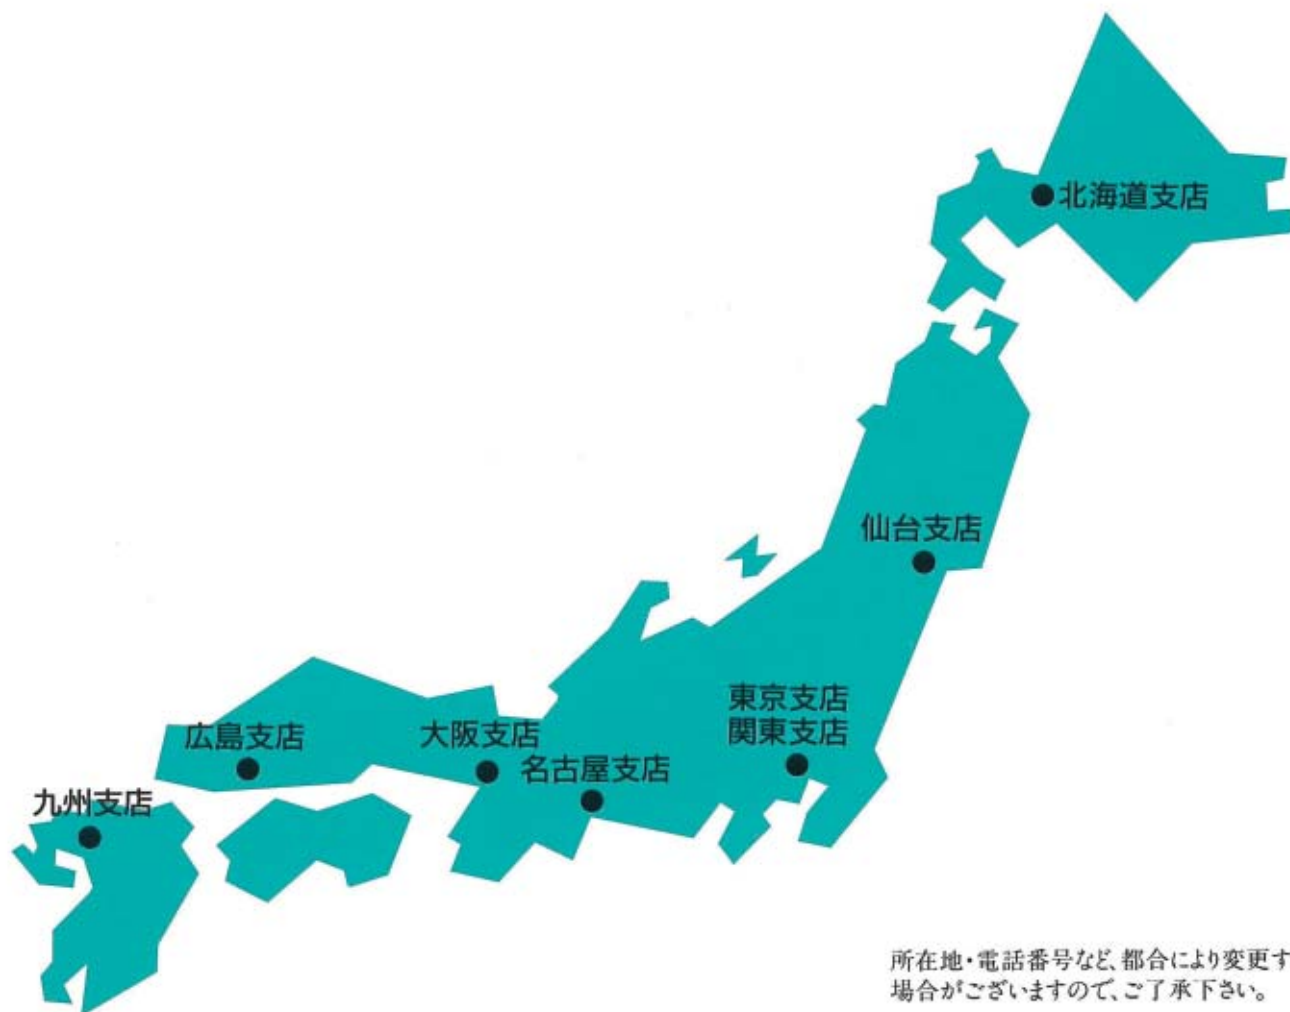 北海道支店
仙台支店
東京支店
関東支店
広島支店
大阪支店
名古屋支店
九州支店
所在地・電話番号など、都合により変更す
場合がございますので、ご了承下さい。